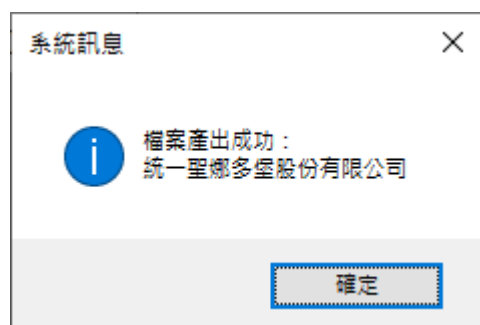 系統訊息
檔案產出成功：
統一聖娜多堡股份有限公司
確定